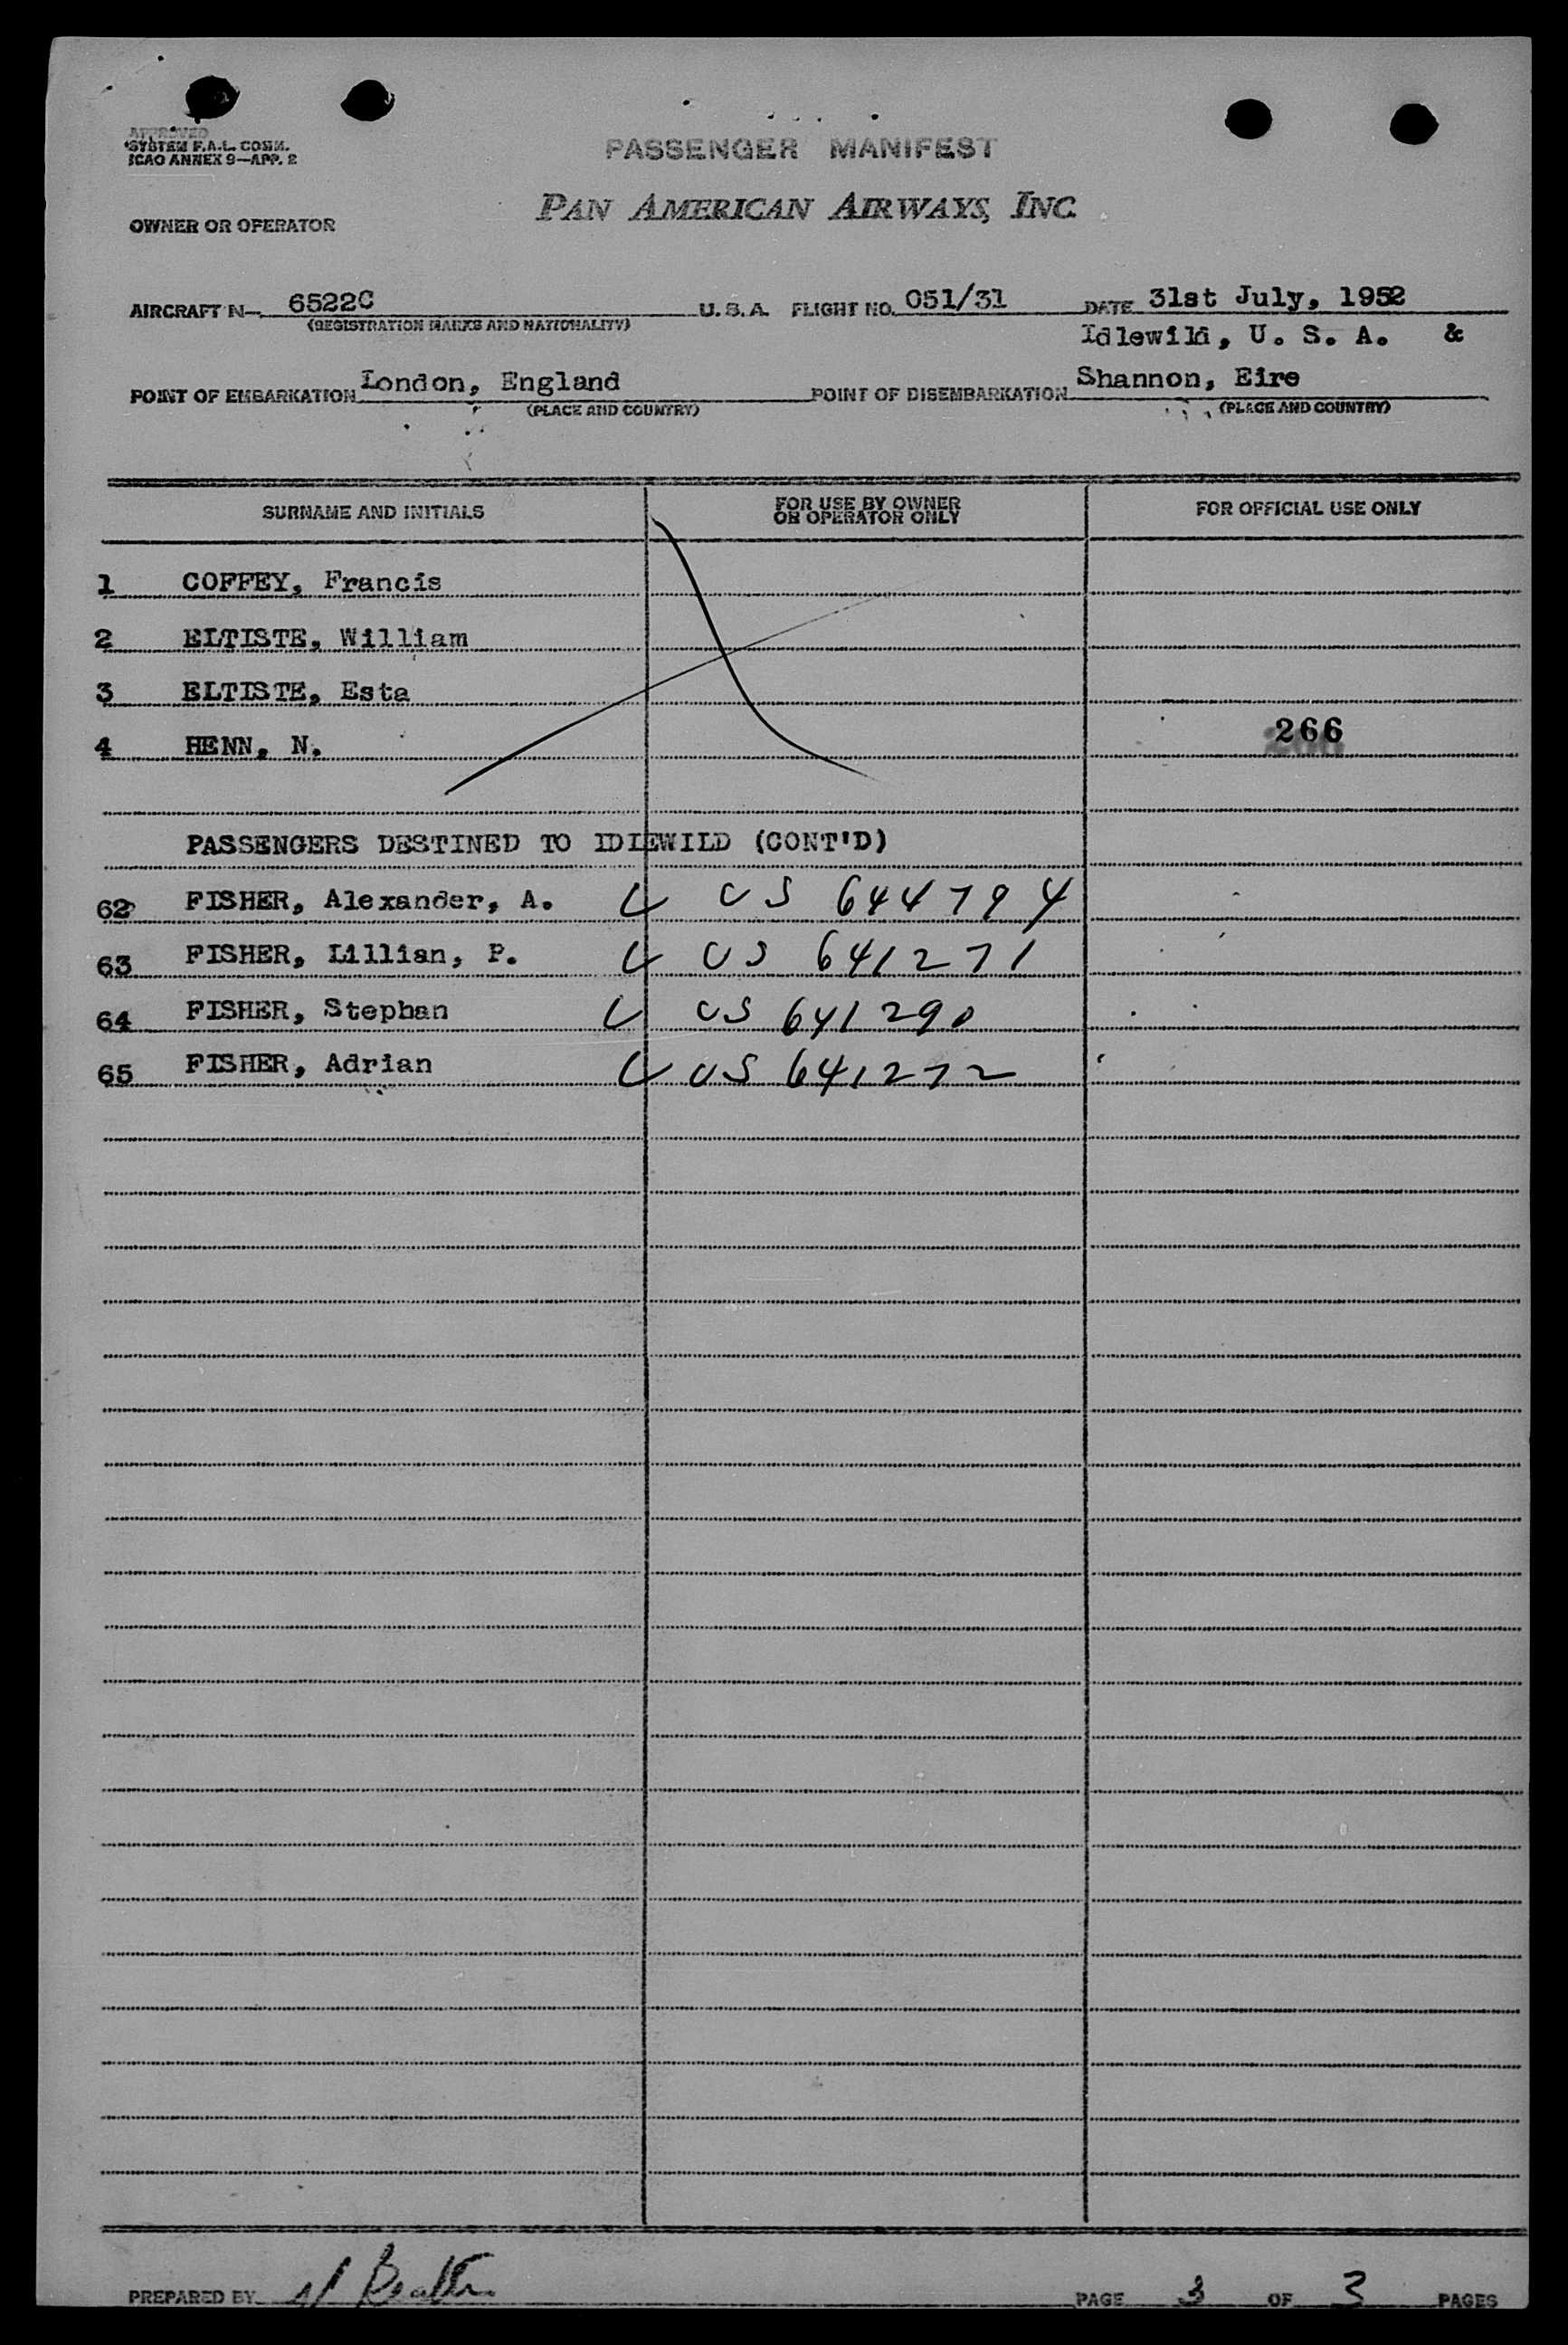 APPROVED
SYSTEM F.A.L. COMM.
ICAO ANNEX 9—APP. 2
PASSENGER MANIFEST
PAN AMERICAN AIRWAYS, INC.
OWNER OR OPERATOR
AIRCRAFT N— 6522C U.S.A. FLIGHT NO. 051/31 DATE 31st July, 1952
(REGISTRATION MARKS AND NATIONALITY)
Idlewild, U. S. A. &
POINT OF EMBARKATION London, England POINT OF DISEMBARKATION Shannon, Eire
(PLACE AND COUNTRY) (PLACE AND COUNTRY)
SURNAME AND INITIALS FOR USE BY OWNER OR OPERATOR ONLY FOR OFFICIAL USE ONLY
1 COFFEY, Francis
2 ELTISTE, William
3 ELTISTE, Esta
4 HENN, N. 266
PASSENGERS DESTINED TO IDLEWILD (CONT'D)
62 FISHER, Alexander, A. US 644794
63 FISHER, Lillian, P. US 641271
64 FISHER, Stephan US 641290
65 FISHER, Adrian US 641272
PREPARED BY PAGE 3 OF 3 PAGES